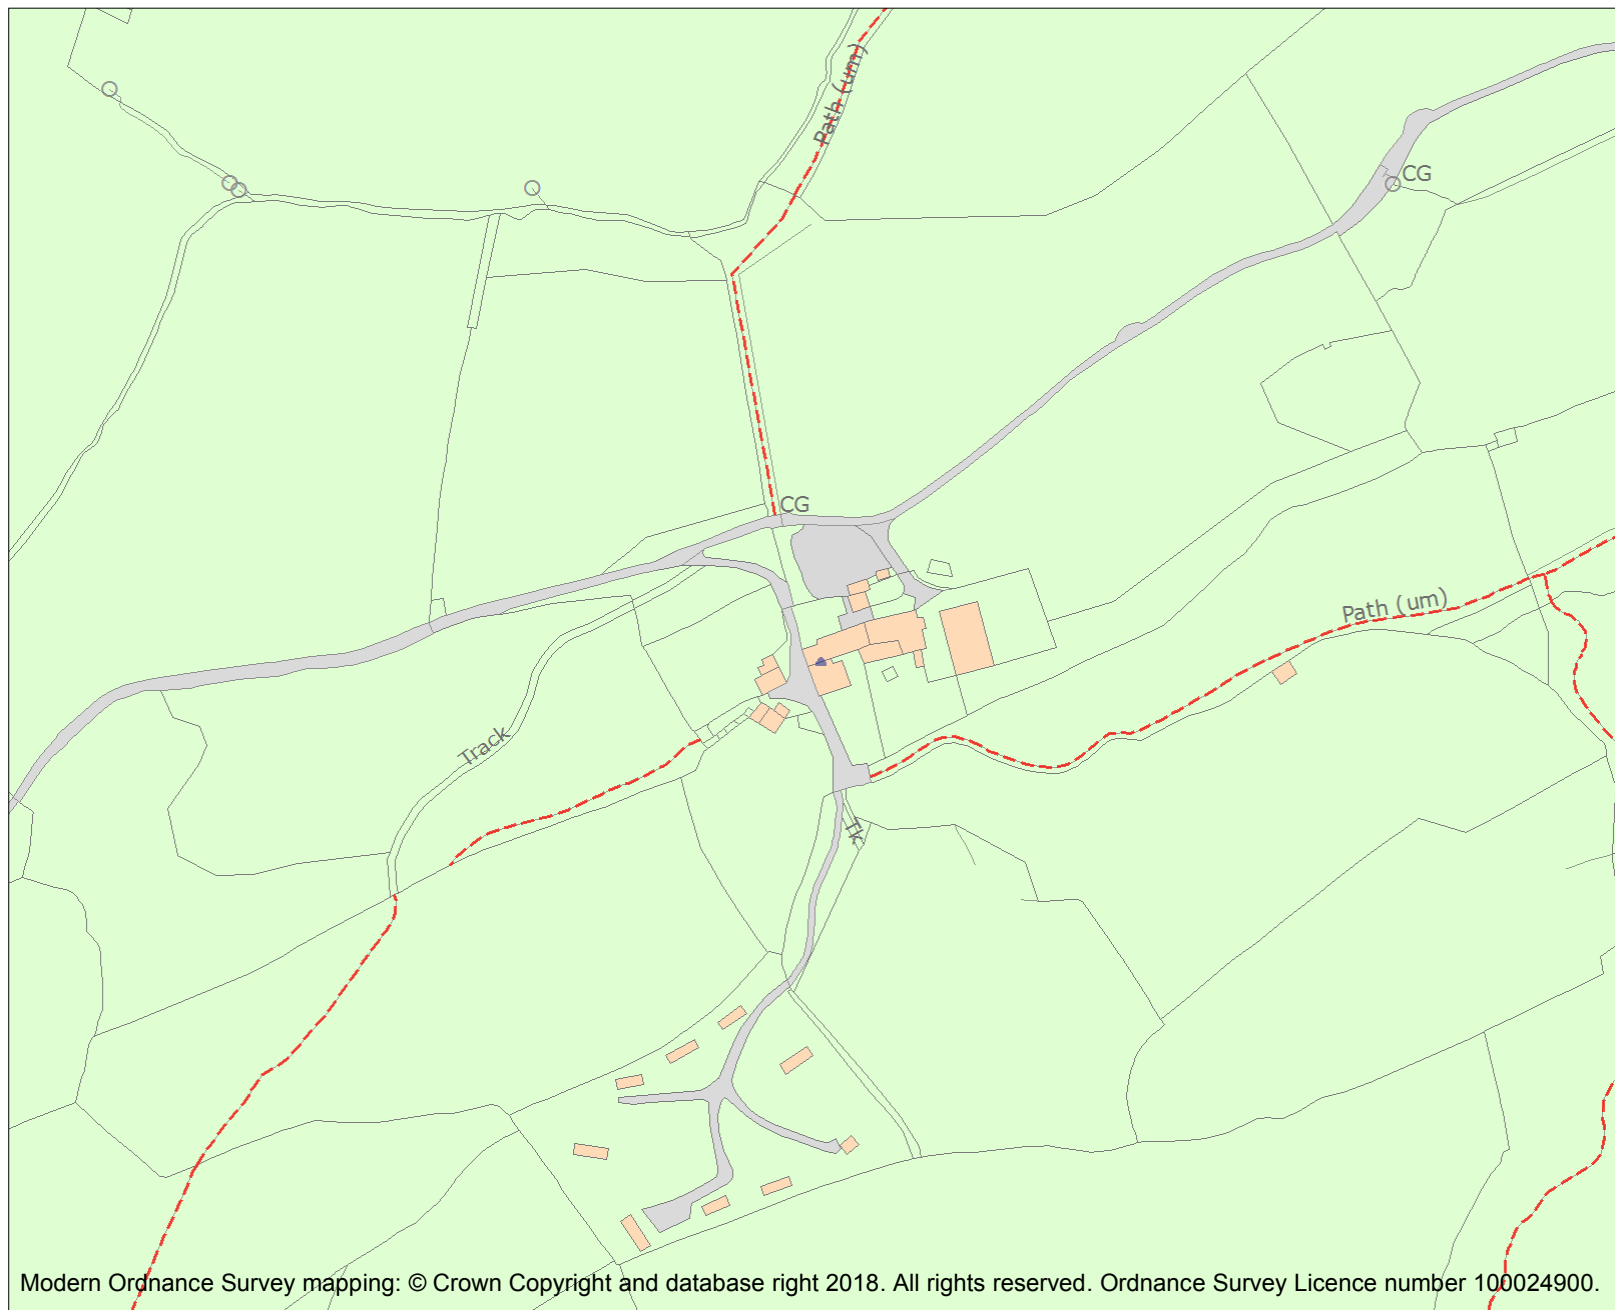 Path (um)
CG
CG
Path (um)
Track
Tk
Modern Ordnance Survey mapping: © Crown Copyright and database right 2018. All rights reserved. Ordnance Survey Licence number 100024900.